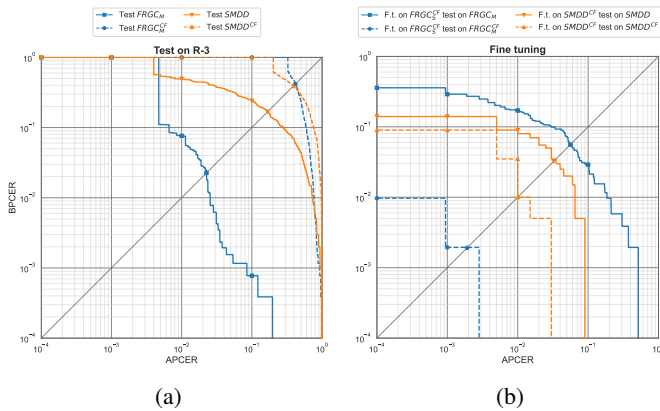 Test FRGC_M Test SMDD
Test FRGC_M^CF Test SMDD^CF
Test on R-3
BPCER
10^0
10^-1
10^-2
10^-3
10^-4
10^-4 10^-3 10^-2 10^-1 10^0
APCER
(a)
F.t. on FRGC_S^CF test on FRGC_M F.t. on SMDD^CF test on SMDD
F.t. on FRGC_S^CF test on FRGC_M^CF F.t. on SMDD^CF test on SMDD^CF
Fine tuning
10^0
10^-1
10^-2
10^-3
10^-4
10^-4 10^-3 10^-2 10^-1 10^0
APCER
(b)